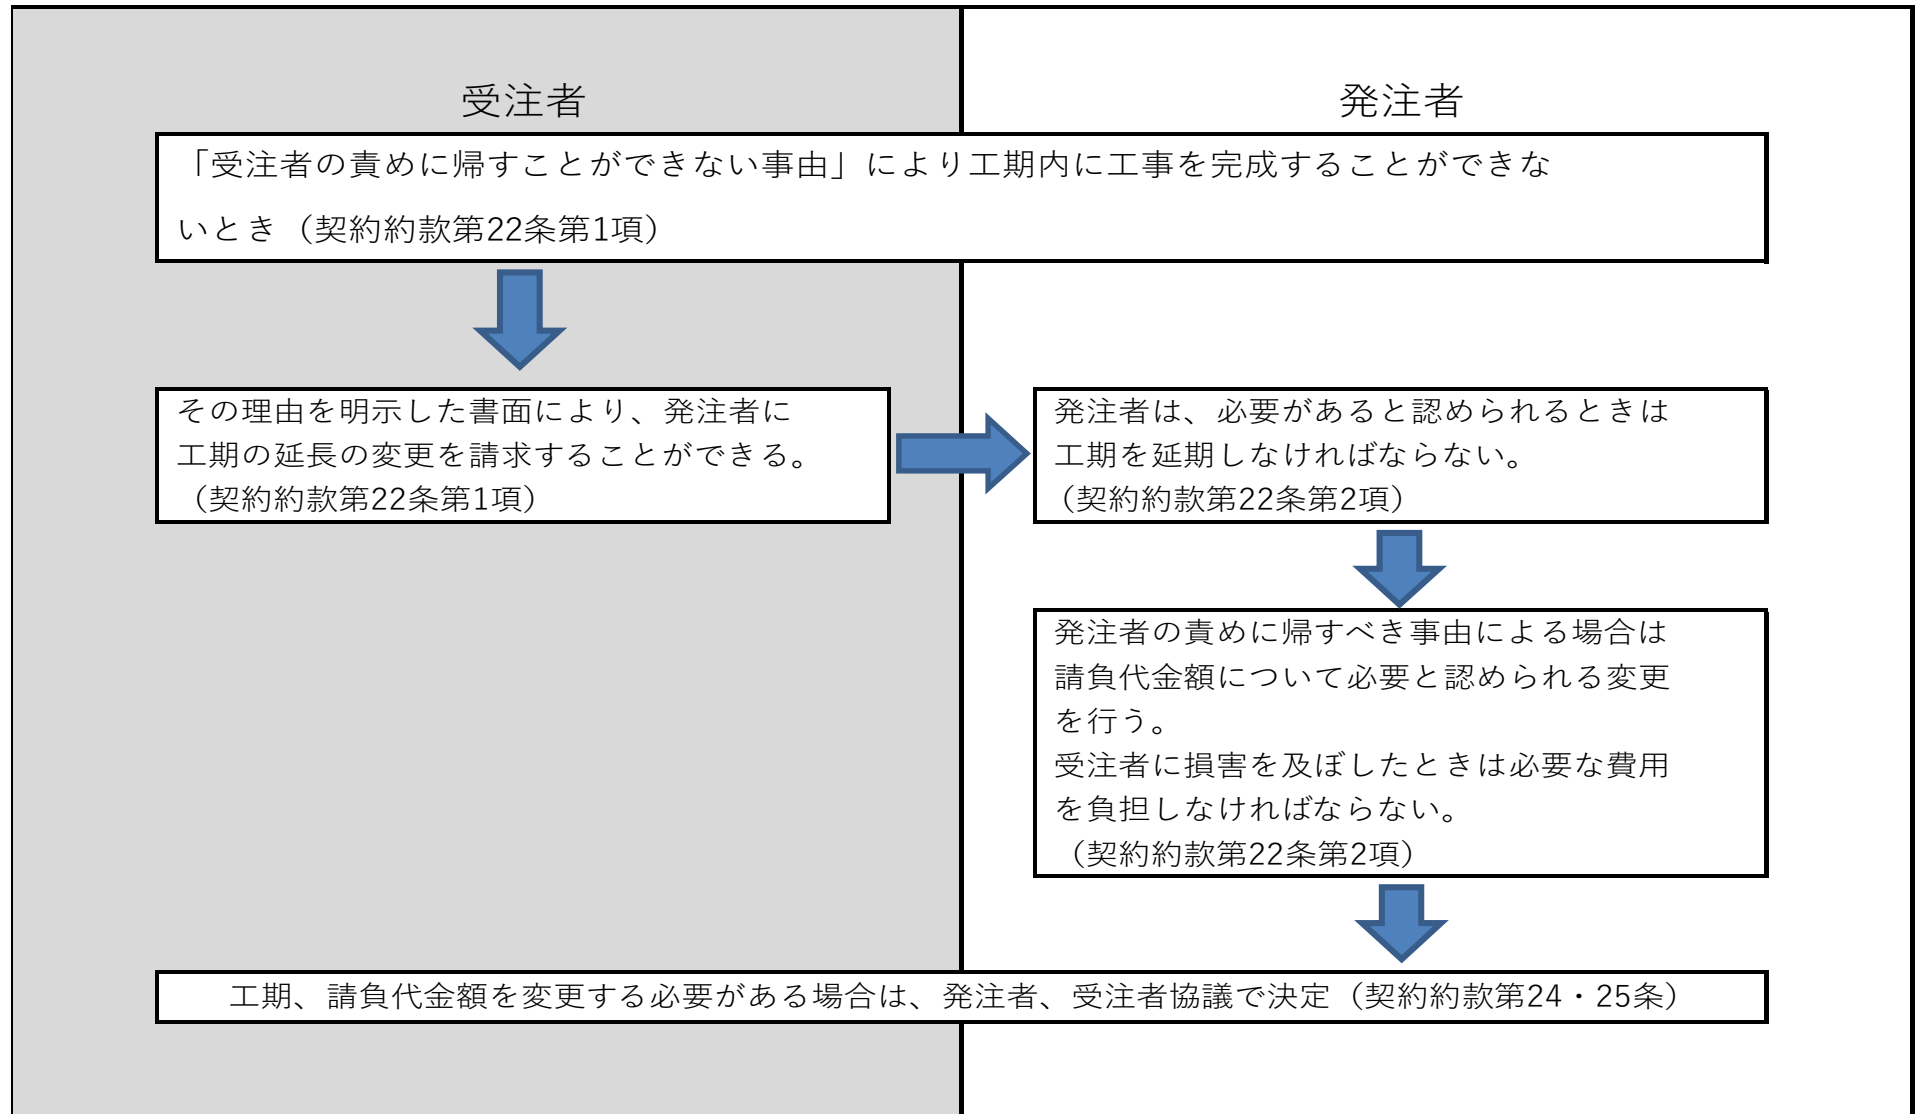 受注者
発注者
「受注者の責めに帰すことができない事由」により工期内に工事を完成することができな
いとき（契約約款第22条第1項）
その理由を明示した書面により、発注者に
工期の延長の変更を請求することができる。
（契約約款第22条第1項）
発注者は、必要があると認められるときは
工期を延期しなければならない。
（契約約款第22条第2項）
発注者の責めに帰すべき事由による場合は
請負代金額について必要と認められる変更
を行う。
受注者に損害を及ぼしたときは必要な費用
を負担しなければならない。
（契約約款第22条第2項）
工期、請負代金額を変更する必要がある場合は、発注者、受注者協議で決定（契約約款第24・25条）